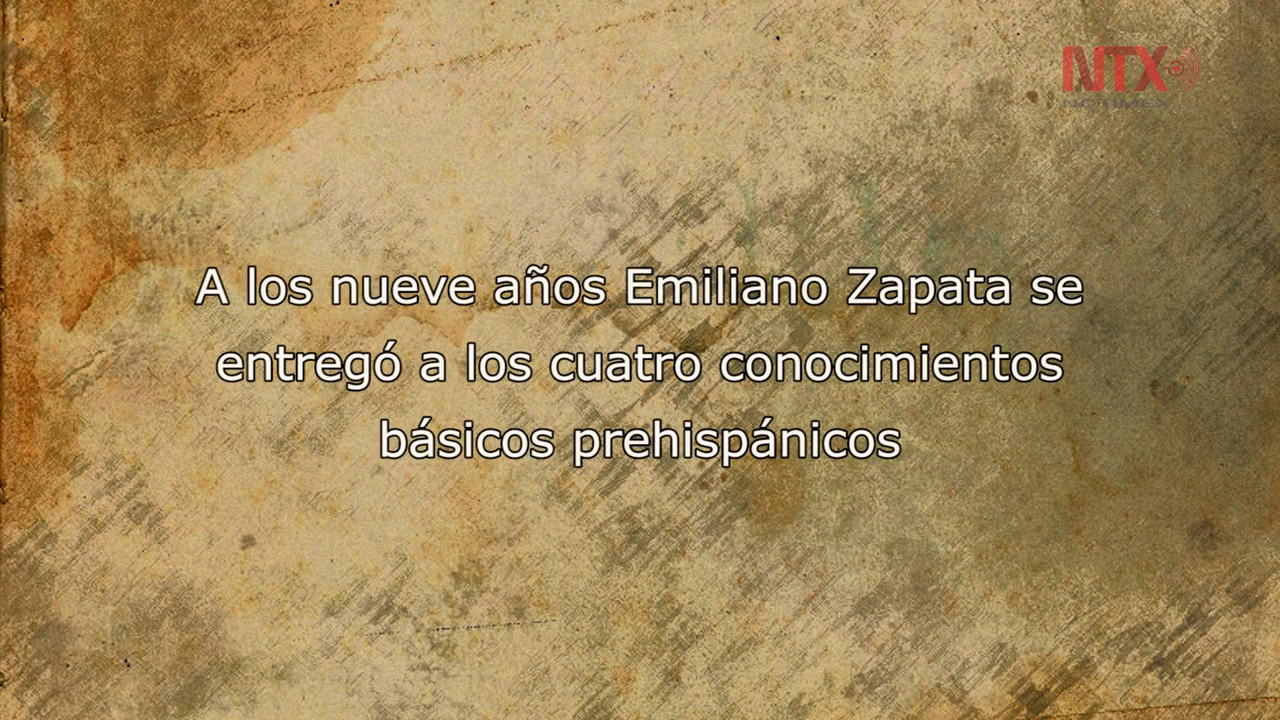 NTX
NOTIMEX
A los nueve años Emiliano Zapata se
entregó a los cuatro conocimientos
básicos prehispánicos